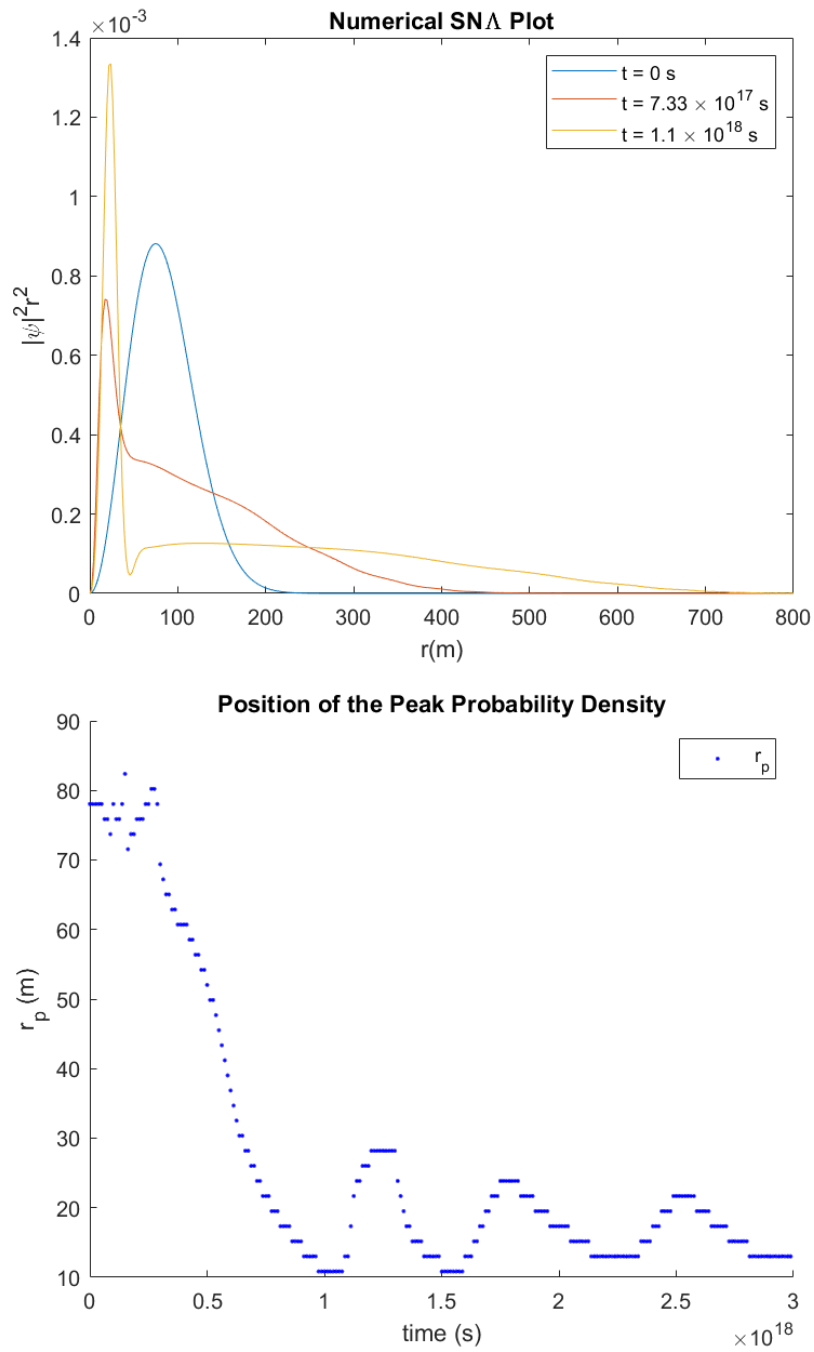 Numerical SNΛ Plot
×10⁻³
1.4
1.2
1
0.8
0.6
0.4
0.2
0
|ψ|²r²
t = 0 s
t = 7.33 × 10¹⁷ s
t = 1.1 × 10¹⁸ s
0 100 200 300 400 500 600 700 800
r(m)
Position of the Peak Probability Density
90
80
70
60
50
40
30
20
10
r_p (m)
r_p
0 0.5 1 1.5 2 2.5 3
time (s)
×10¹⁸